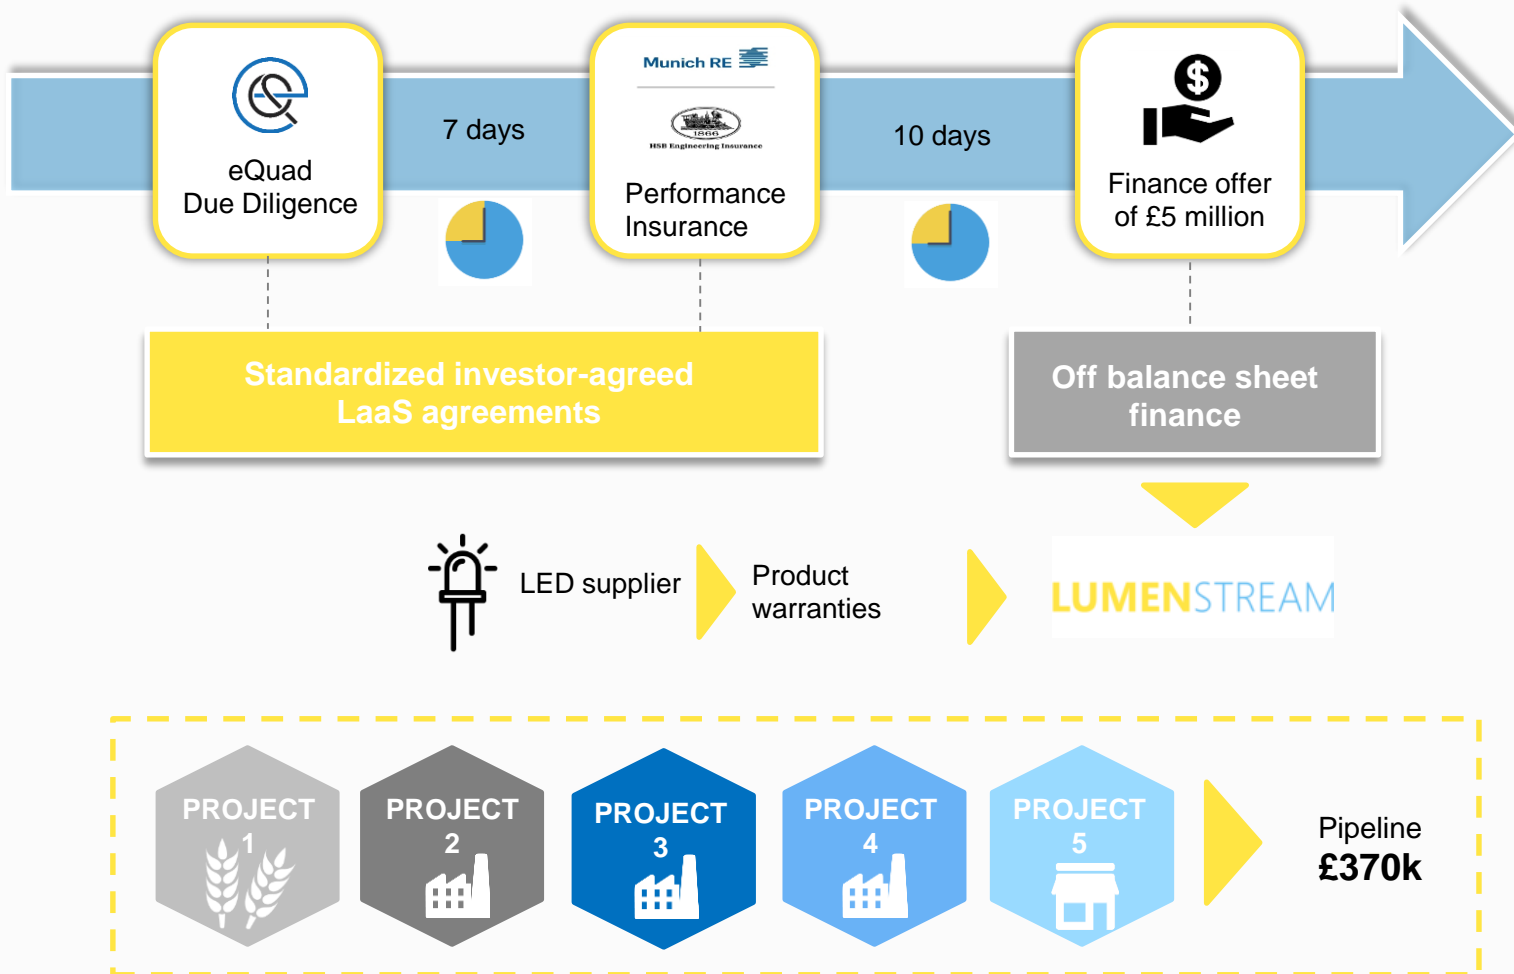 eQuad
Due Diligence
7 days
Munich RE
1866
HSB Engineering Insurance
Performance
Insurance
10 days
$
Finance offer
of £5 million
Standardized investor-agreed
LaaS agreements
Off balance sheet
finance
LED supplier
Product
warranties
LUMENSTREAM
PROJECT
1
PROJECT
2
PROJECT
3
PROJECT
4
PROJECT
5
Pipeline
£370k